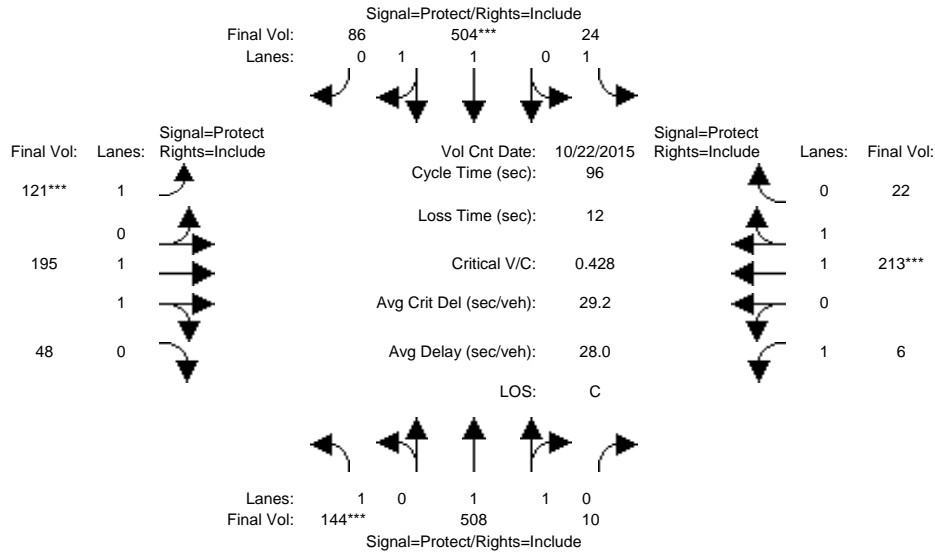 Signal=Protect/Rights=Include
Final Vol: 86 504*** 24
Lanes: 0 1 1 0 1
Signal=Protect
Final Vol: Lanes: Rights=Include
Vol Cnt Date: 10/22/2015
Signal=Protect
Rights=Include Lanes: Final Vol:
Cycle Time (sec): 96
121*** 1
0 22
Loss Time (sec): 12
0
1
195 1
Critical V/C: 0.428
1 213***
1
Avg Crit Del (sec/veh): 29.2
0
48 0
Avg Delay (sec/veh): 28.0
1 6
LOS: C
Lanes: 1 0 1 1 0
Final Vol: 144*** 508 10
Signal=Protect/Rights=Include